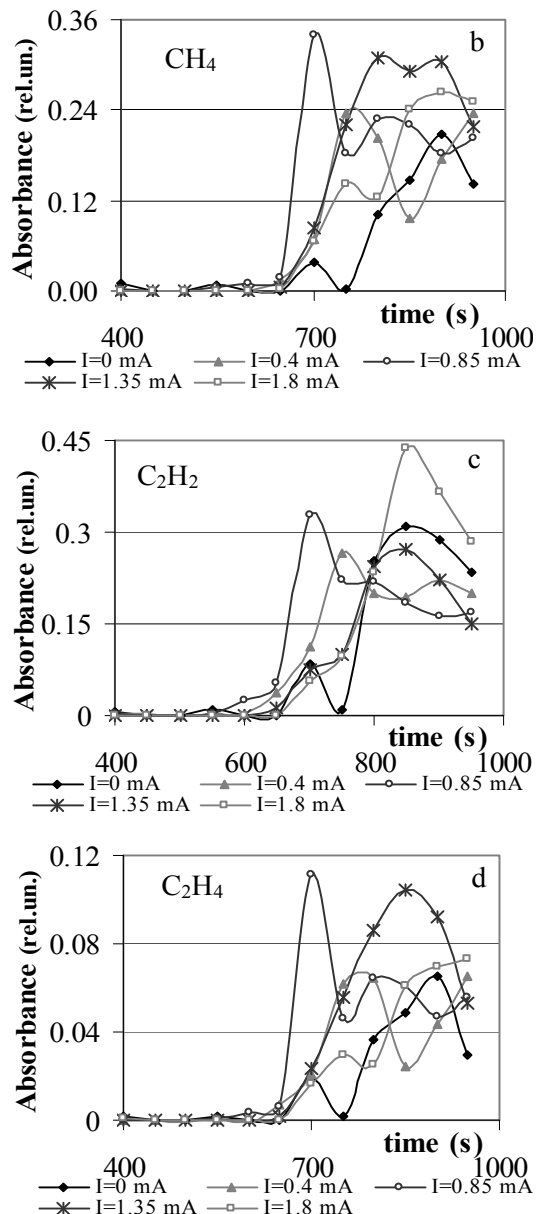 0.36
b
CH₄
0.24
0.12
0.00
Absorbance (rel.un.)
400
700
1000
time (s)
I=0 mA I=0.4 mA I=0.85 mA
I=1.35 mA I=1.8 mA
0.45
c
C₂H₂
0.3
0.15
0
Absorbance (rel.un.)
time (s)
400 600 800 1000
I=0 mA I=0.4 mA I=0.85 mA
I=1.35 mA I=1.8 mA
0.12
d
C₂H₄
0.08
0.04
0
Absorbance (rel.un.)
time (s)
400 700 1000
I=0 mA I=0.4 mA I=0.85 mA
I=1.35 mA I=1.8 mA